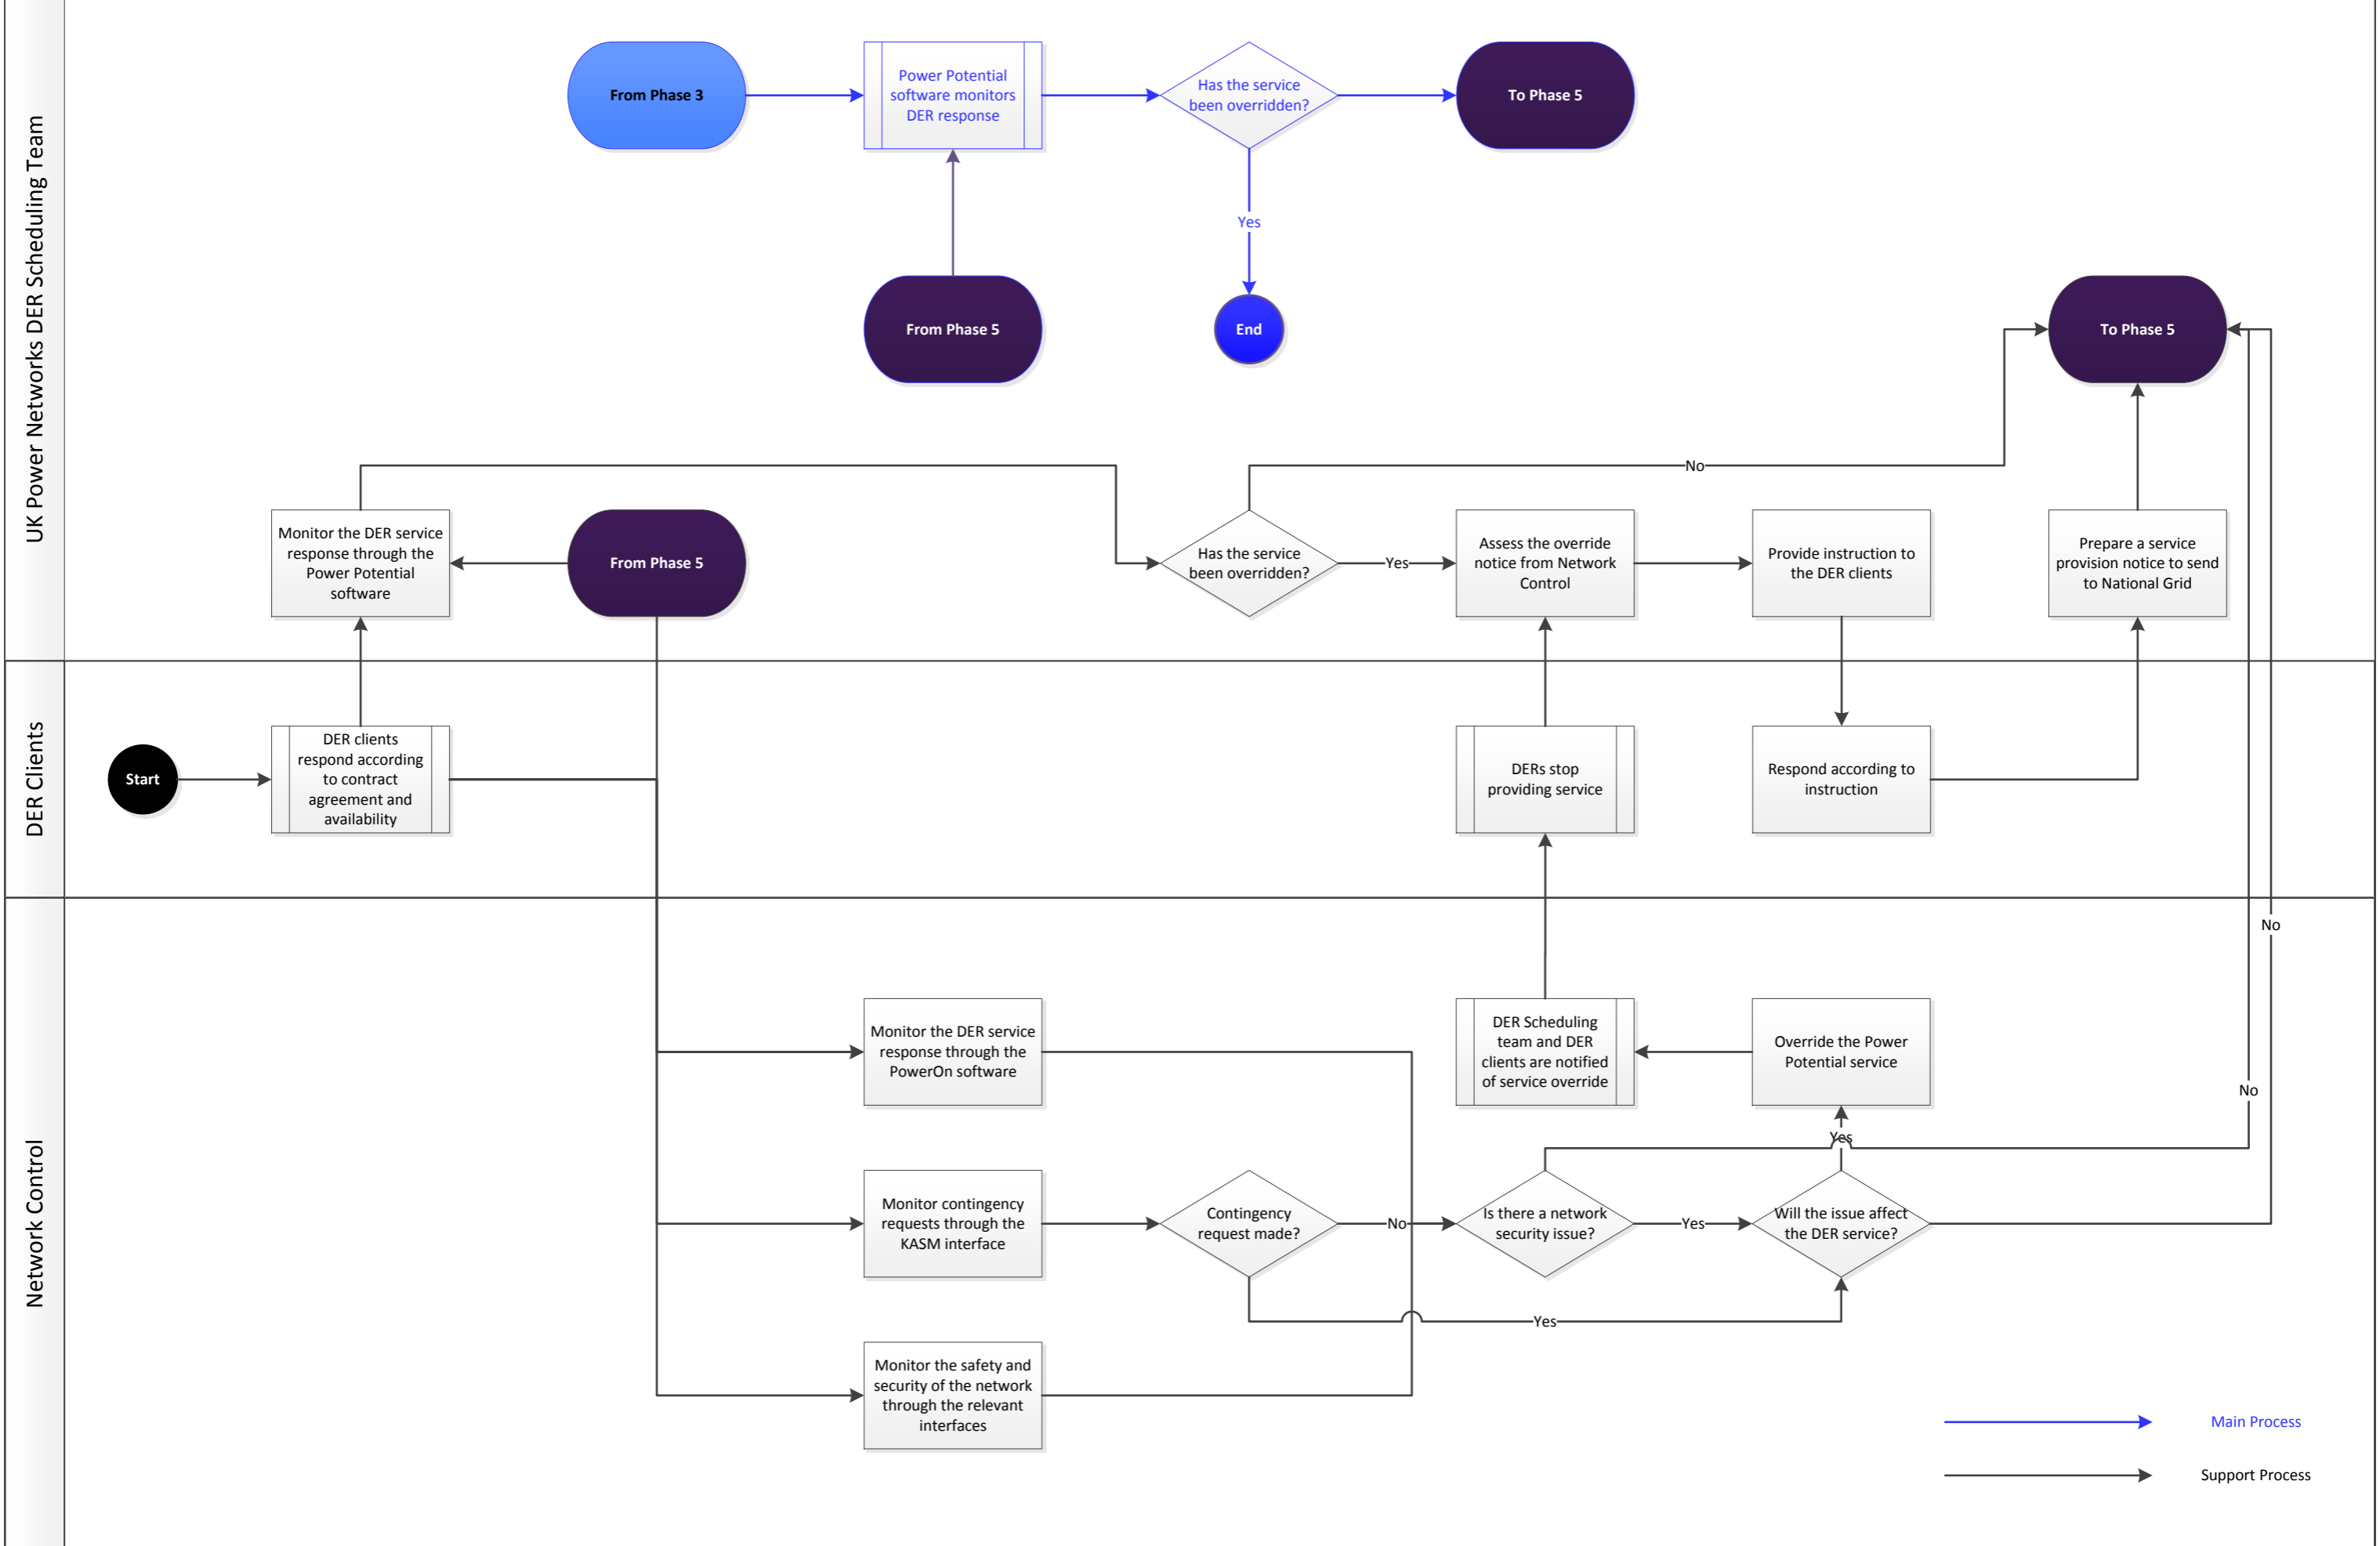 UK Power Networks DER Scheduling Team
From Phase 3
Power Potential
software monitors
DER response
Has the service
been overridden?
To Phase 5
Yes
From Phase 5
End
To Phase 5
No
Monitor the DER service
response through the
Power Potential
software
From Phase 5
Has the service
been overridden?
Yes
Assess the override
notice from Network
Control
Provide instruction to
the DER clients
Prepare a service
provision notice to send
to National Grid
DER Clients
Start
DER clients
respond according
to contract
agreement and
availability
DERs stop
providing service
Respond according to
instruction
Network Control
No
Monitor the DER service
response through the
PowerOn software
DER Scheduling
team and DER
clients are notified
of service override
Override the Power
Potential service
No
Yes
Monitor contingency
requests through the
KASM interface
Contingency
request made?
No
Is there a network
security issue?
Yes
Will the issue affect
the DER service?
Yes
Monitor the safety and
security of the network
through the relevant
interfaces
Main Process
Support Process